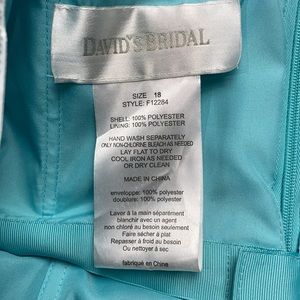 DAVID'S BRIDAL
SIZE 18
STYLE: F12284
SHELL: 100% POLYESTER
LINING: 100% POLYESTER
HAND WASH SEPARATELY
ONLY NON-CHLORINE BLEACH AS NEEDED
LAY FLAT TO DRY
COOL IRON AS NEEDED
OR DRY CLEAN
MADE IN CHINA
enveloppe: 100% polyester
doublure: 100% polyester
Laver à la main séparément
blanchir avec un agent
non chloré au besoin
Faire sécher à plat
Repasser à froid au besoin
Ou nettoyer à sec
fabriqué en Chine